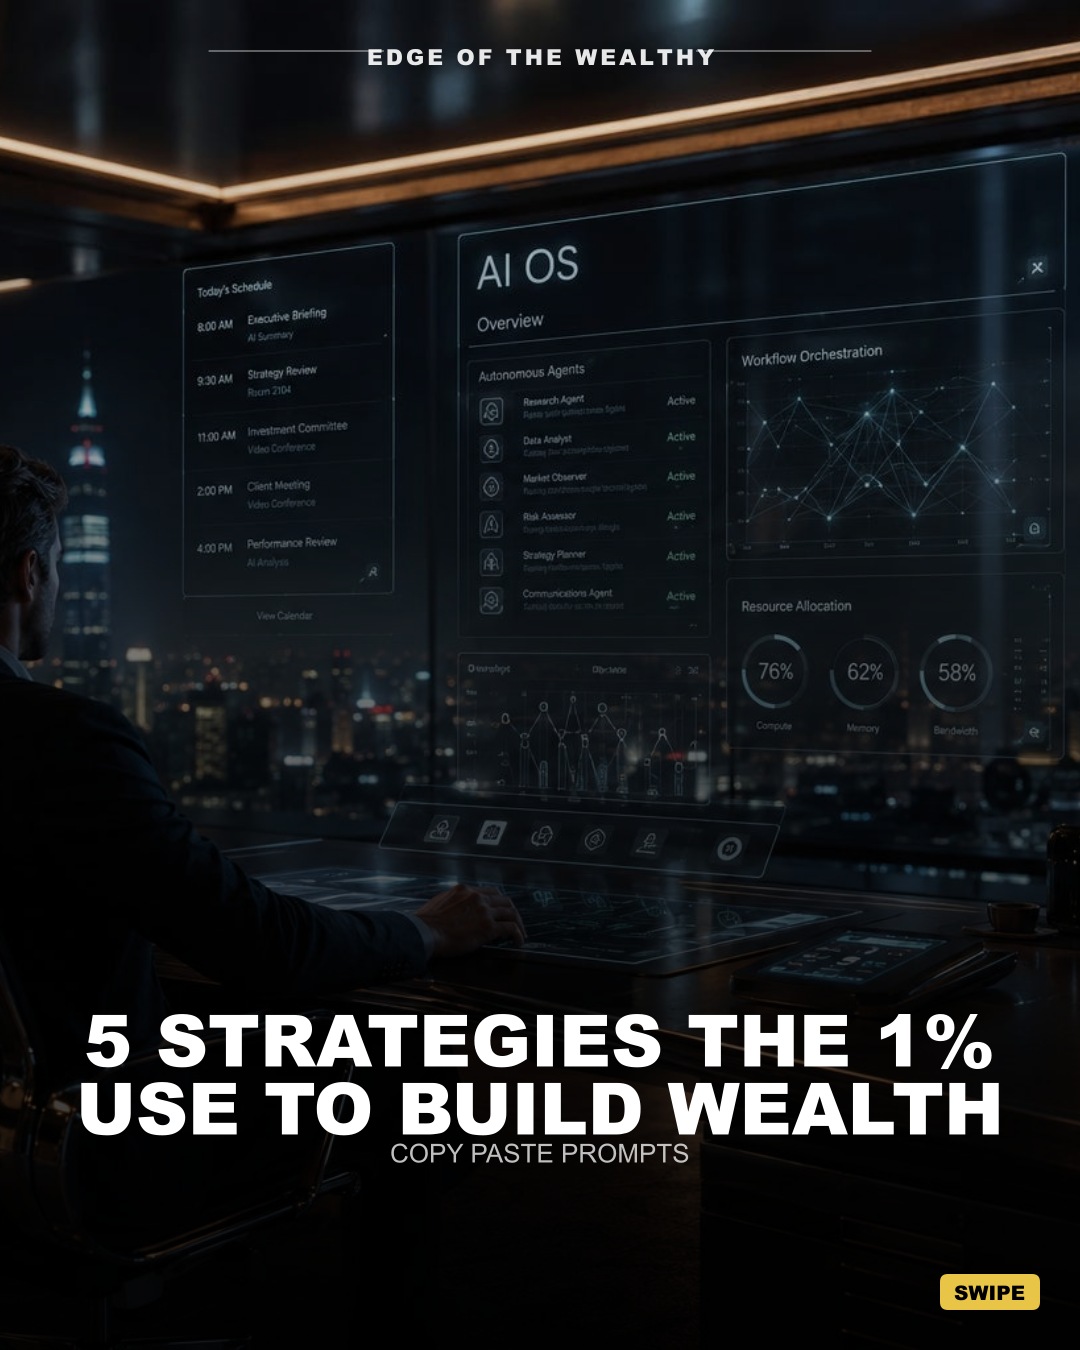 EDGE OF THE WEALTHY
Today's Schedule
8:00 AM Executive Briefing
AI Summary
9:30 AM Strategy Review
Room 2104
11:00 AM Investment Committee
Video Conference
2:00 PM Client Meeting
Video Conference
4:00 PM Performance Review
AI Analysis
View Calendar
AI OS
Overview
Autonomous Agents
Research Agent Active
Data Analyst Active
Market Observer Active
Risk Assessor Active
Strategy Planner Active
Communications Agent Active
Workflow Orchestration
Resource Allocation
76% 62% 58%
Compute Memory Bandwidth
5 STRATEGIES THE 1%
USE TO BUILD WEALTH
COPY PASTE PROMPTS
SWIPE